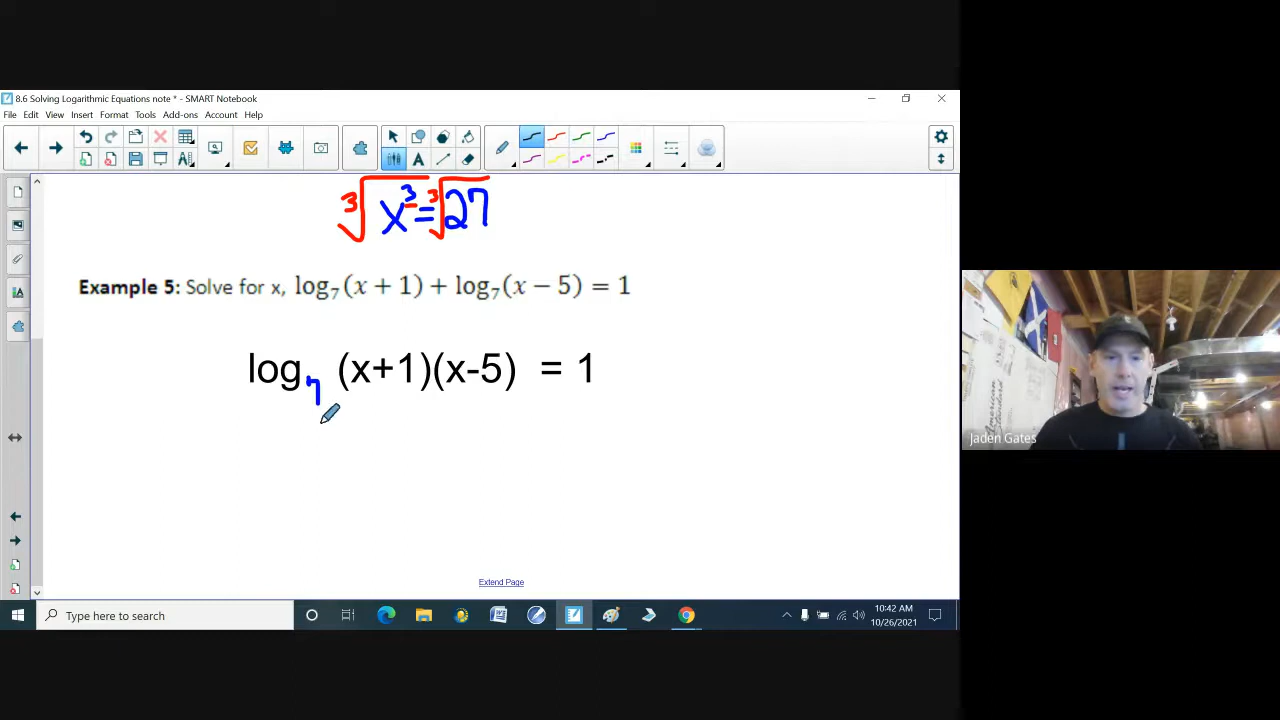 8.6 Solving Logarithmic Equations note * - SMART Notebook
File Edit View Insert Format Tools Add-ons Account Help
∛x³ = ∛27
Example 5: Solve for x, log₇(x + 1) + log₇(x − 5) = 1
log₇ (x+1)(x-5) = 1
Jaden Gates
Extend Page
Type here to search
10:42 AM
10/26/2021